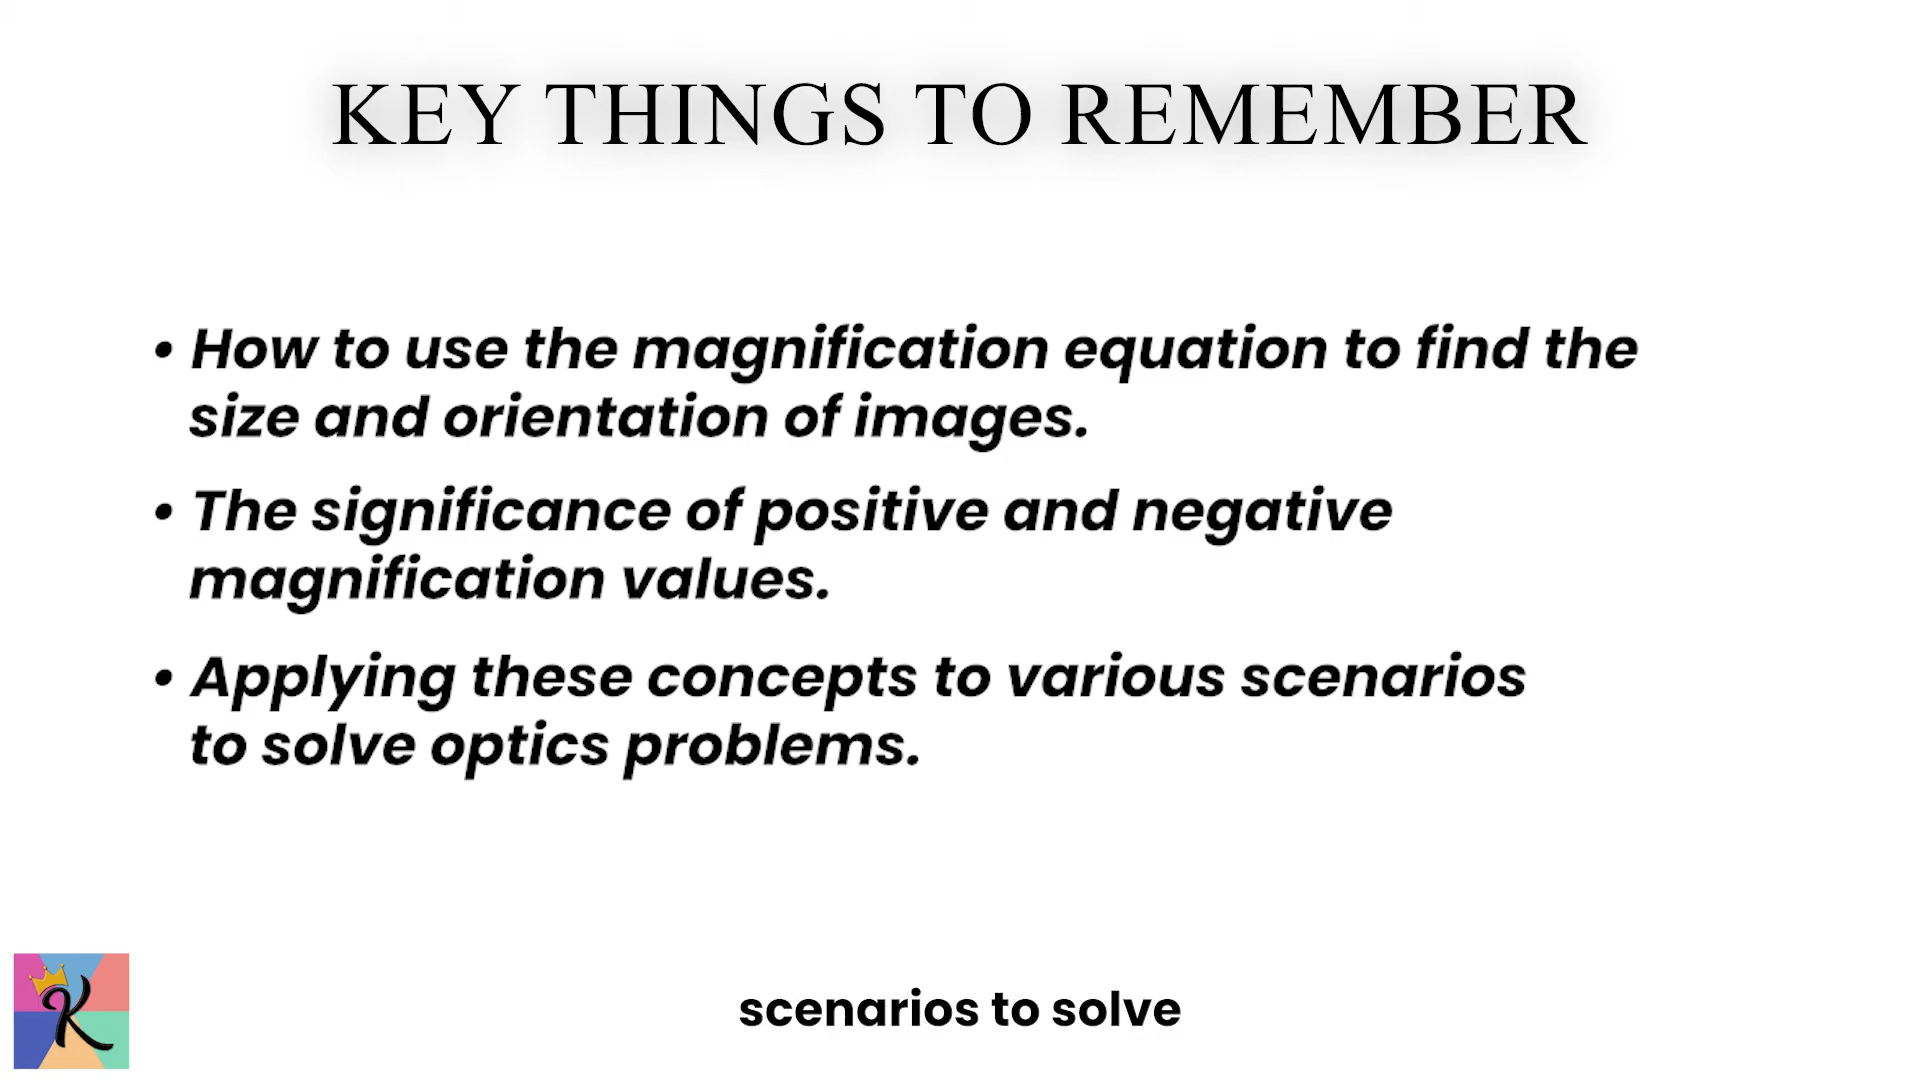 KEY THINGS TO REMEMBER
• How to use the magnification equation to find the
size and orientation of images.
• The significance of positive and negative
magnification values.
• Applying these concepts to various scenarios
to solve optics problems.
K
scenarios to solve